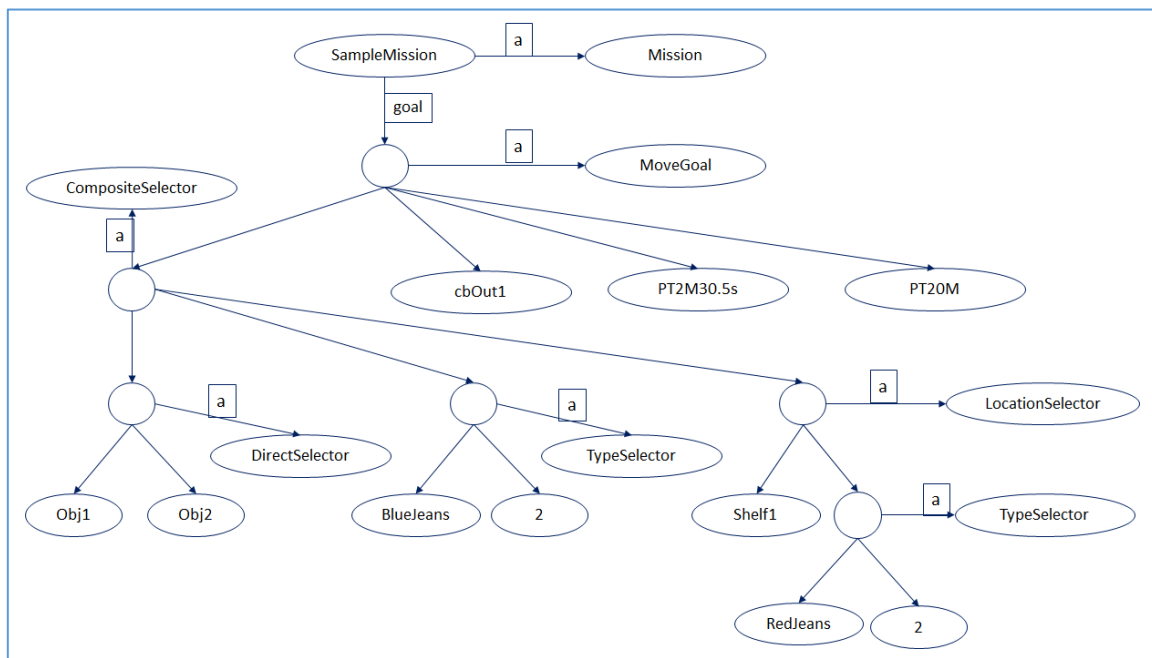 SampleMission
a
Mission
goal
a
MoveGoal
CompositeSelector
a
cbOut1
PT2M30.5s
PT20M
a
a
a
LocationSelector
DirectSelector
TypeSelector
Obj1
Obj2
BlueJeans
2
Shelf1
a
TypeSelector
RedJeans
2